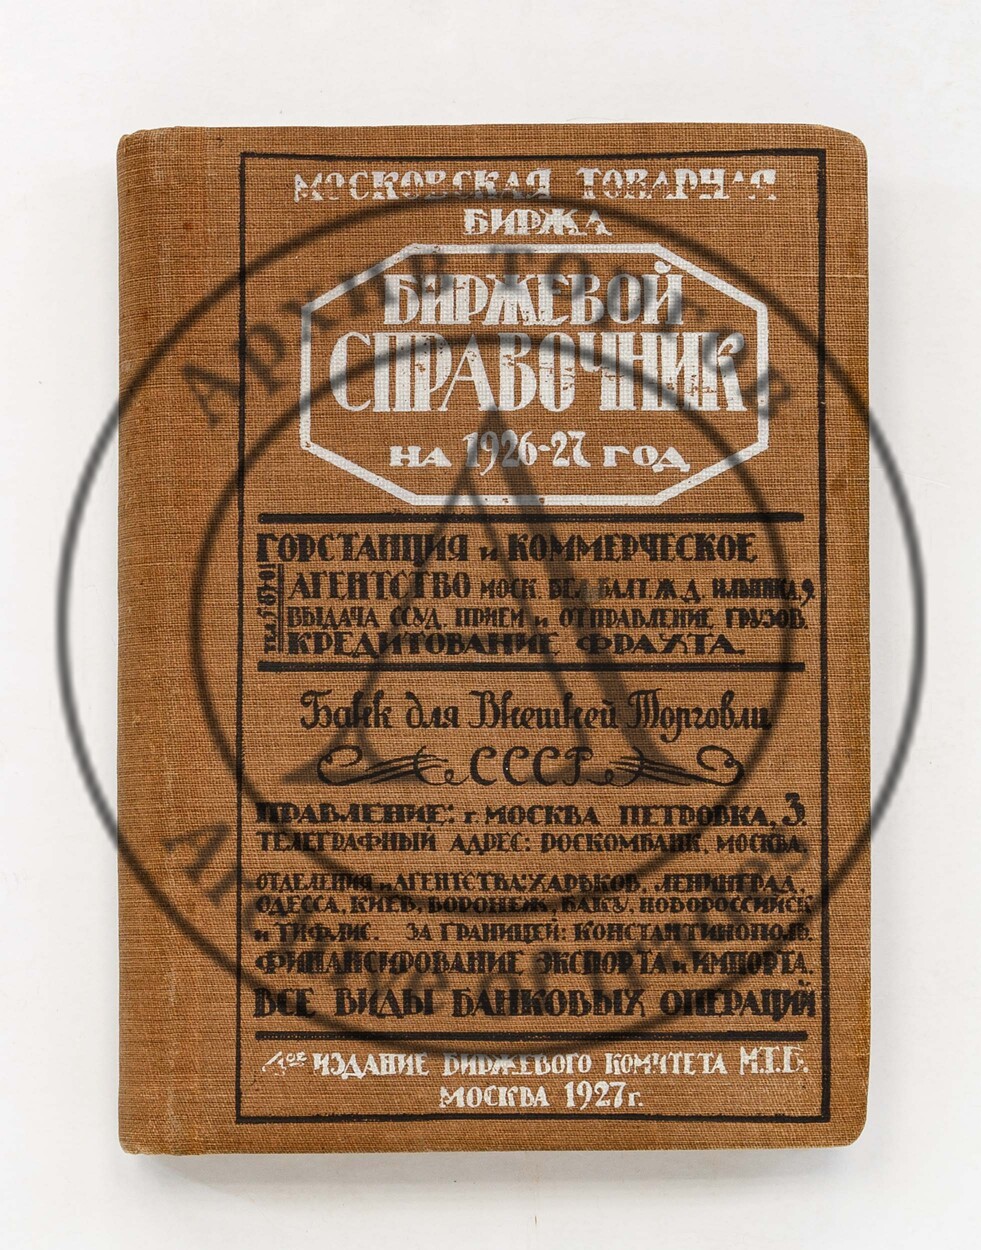 МОСКОВСКАЯ ТОВАРНАЯ
БИРЖА
БИРЖЕВОЙ
СПРАВОЧНИК
НА 1926-27 ГОД
ГОРСТАНЦИЯ и КОММЕРЧЕСКОЕ
АГЕНТСТВО МОСК. БЕЛ. БАЛТ. Ж.Д. ИЛЬИНКА, 9.
ВЫДАЧА ССУД, ПРИЕМ и ОТПРАВЛЕНИЕ ГРУЗОВ.
КРЕДИТОВАНИЕ ФРАХТА.
Банк для Внешней Торговли
СССР
ПРАВЛЕНИЕ: г. МОСКВА ПЕТРОВКА, 3.
ТЕЛЕГРАФНЫЙ АДРЕС: РОСКОМБАНК, МОСКВА.
ОТДЕЛЕНИЯ и АГЕНТСТВА: ХАРЬКОВ, ЛЕНИНГРАД,
ОДЕССА, КИЕВ, ВОРОНЕЖ, БАКУ, НОВОРОССИЙСК
и ТИФЛИС. ЗА ГРАНИЦЕЙ: КОНСТАНТИНОПОЛЬ.
ФИНАНСИРОВАНИЕ ЭКСПОРТА и ИМПОРТА.
ВСЕ ВИДЫ БАНКОВЫХ ОПЕРАЦИЙ
ИЗДАНИЕ БИРЖЕВОГО КОМИТЕТА М.Т.Б.
МОСКВА 1927 г.
АРХИВ ТОРГОВ